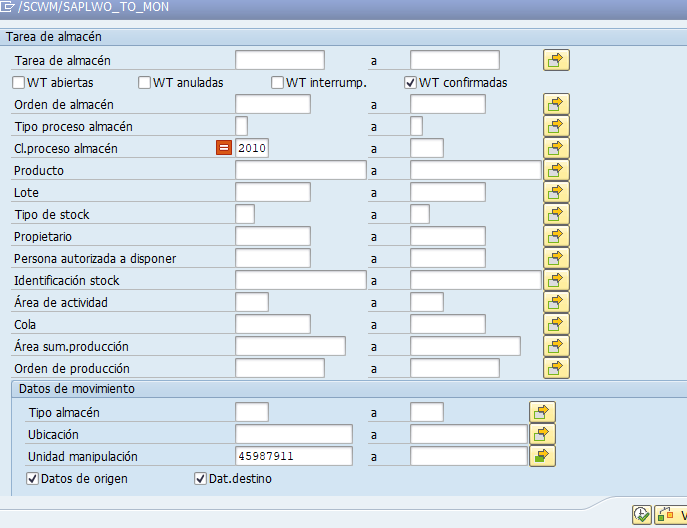 /SCWM/SAPLWO_TO_MON
Tarea de almacén
Tarea de almacén a
WT abiertas WT anuladas WT interrump. WT confirmadas
Orden de almacén a
Tipo proceso almacén a
Cl.proceso almacén 2010 a
Producto a
Lote a
Tipo de stock a
Propietario a
Persona autorizada a disponer a
Identificación stock a
Área de actividad a
Cola a
Área sum.producción a
Orden de producción a
Datos de movimiento
Tipo almacén a
Ubicación a
Unidad manipulación 45987911 a
Datos de origen Dat.destino